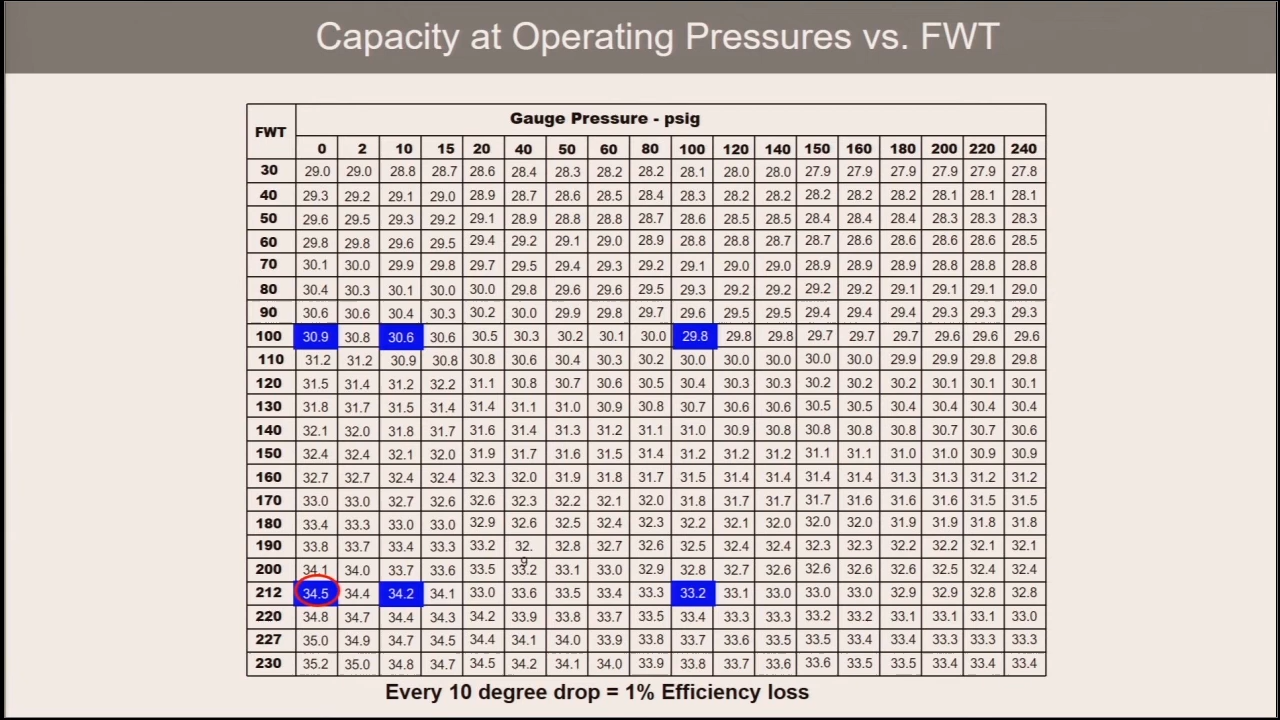 Capacity at Operating Pressures vs. FWT
FWT Gauge Pressure - psig
0 2 10 15 20 40 50 60 80 100 120 140 150 160 180 200 220 240
30 29.0 29.0 28.8 28.7 28.6 28.4 28.3 28.2 28.2 28.1 28.0 28.0 27.9 27.9 27.9 27.9 27.9 27.8
40 29.3 29.2 29.1 29.0 28.9 28.7 28.6 28.5 28.4 28.3 28.2 28.2 28.2 28.2 28.2 28.1 28.1 28.1
50 29.6 29.5 29.3 29.2 29.1 28.9 28.8 28.8 28.7 28.6 28.5 28.5 28.4 28.4 28.4 28.3 28.3 28.3
60 29.8 29.8 29.6 29.5 29.4 29.2 29.1 29.0 28.9 28.8 28.8 28.7 28.7 28.6 28.6 28.6 28.6 28.5
70 30.1 30.0 29.9 29.8 29.7 29.5 29.4 29.3 29.2 29.1 29.0 29.0 28.9 28.9 28.9 28.8 28.8 28.8
80 30.4 30.3 30.1 30.0 30.0 29.8 29.6 29.6 29.5 29.3 29.2 29.2 29.2 29.2 29.1 29.1 29.1 29.0
90 30.6 30.6 30.4 30.3 30.2 30.0 29.9 29.8 29.7 29.6 29.5 29.5 29.4 29.4 29.4 29.3 29.3 29.3
100 30.9 30.8 30.6 30.6 30.5 30.3 30.2 30.1 30.0 29.8 29.8 29.8 29.7 29.7 29.7 29.6 29.6 29.6
110 31.2 31.2 30.9 30.8 30.8 30.6 30.4 30.3 30.2 30.0 30.0 30.0 30.0 30.0 29.9 29.9 29.8 29.8
120 31.5 31.4 31.2 32.2 31.1 30.8 30.7 30.6 30.5 30.4 30.3 30.3 30.2 30.2 30.2 30.1 30.1 30.1
130 31.8 31.7 31.5 31.4 31.4 31.1 31.0 30.9 30.8 30.7 30.6 30.6 30.5 30.5 30.4 30.4 30.4 30.4
140 32.1 32.0 31.8 31.7 31.6 31.4 31.3 31.2 31.1 31.0 30.9 30.8 30.8 30.8 30.8 30.7 30.7 30.6
150 32.4 32.4 32.1 32.0 31.9 31.7 31.6 31.5 31.4 31.2 31.2 31.2 31.1 31.1 31.0 31.0 30.9 30.9
160 32.7 32.7 32.4 32.4 32.3 32.0 31.9 31.8 31.7 31.5 31.4 31.4 31.4 31.4 31.3 31.3 31.2 31.2
170 33.0 33.0 32.7 32.6 32.6 32.3 32.2 32.1 32.0 31.8 31.7 31.7 31.7 31.6 31.6 31.6 31.5 31.5
180 33.4 33.3 33.0 33.0 32.9 32.6 32.5 32.4 32.3 32.2 32.1 32.0 32.0 32.0 31.9 31.9 31.8 31.8
190 33.8 33.7 33.4 33.3 33.2 32.9 32.8 32.7 32.6 32.5 32.4 32.4 32.3 32.3 32.2 32.2 32.1 32.1
200 34.1 34.0 33.7 33.6 33.5 33.2 33.1 33.0 32.9 32.8 32.7 32.6 32.6 32.6 32.6 32.5 32.4 32.4
212 34.5 34.4 34.2 34.1 33.0 33.6 33.5 33.4 33.3 33.2 33.1 33.0 33.0 33.0 32.9 32.9 32.8 32.8
220 34.8 34.7 34.4 34.3 34.2 33.9 33.8 33.7 33.5 33.4 33.3 33.3 33.2 33.2 33.1 33.1 33.1 33.0
227 35.0 34.9 34.7 34.5 34.4 34.1 34.0 33.9 33.8 33.7 33.6 33.5 33.5 33.4 33.4 33.3 33.3 33.3
230 35.2 35.0 34.8 34.7 34.5 34.2 34.1 34.0 33.9 33.8 33.7 33.6 33.6 33.5 33.5 33.4 33.4 33.4
Every 10 degree drop = 1% Efficiency loss